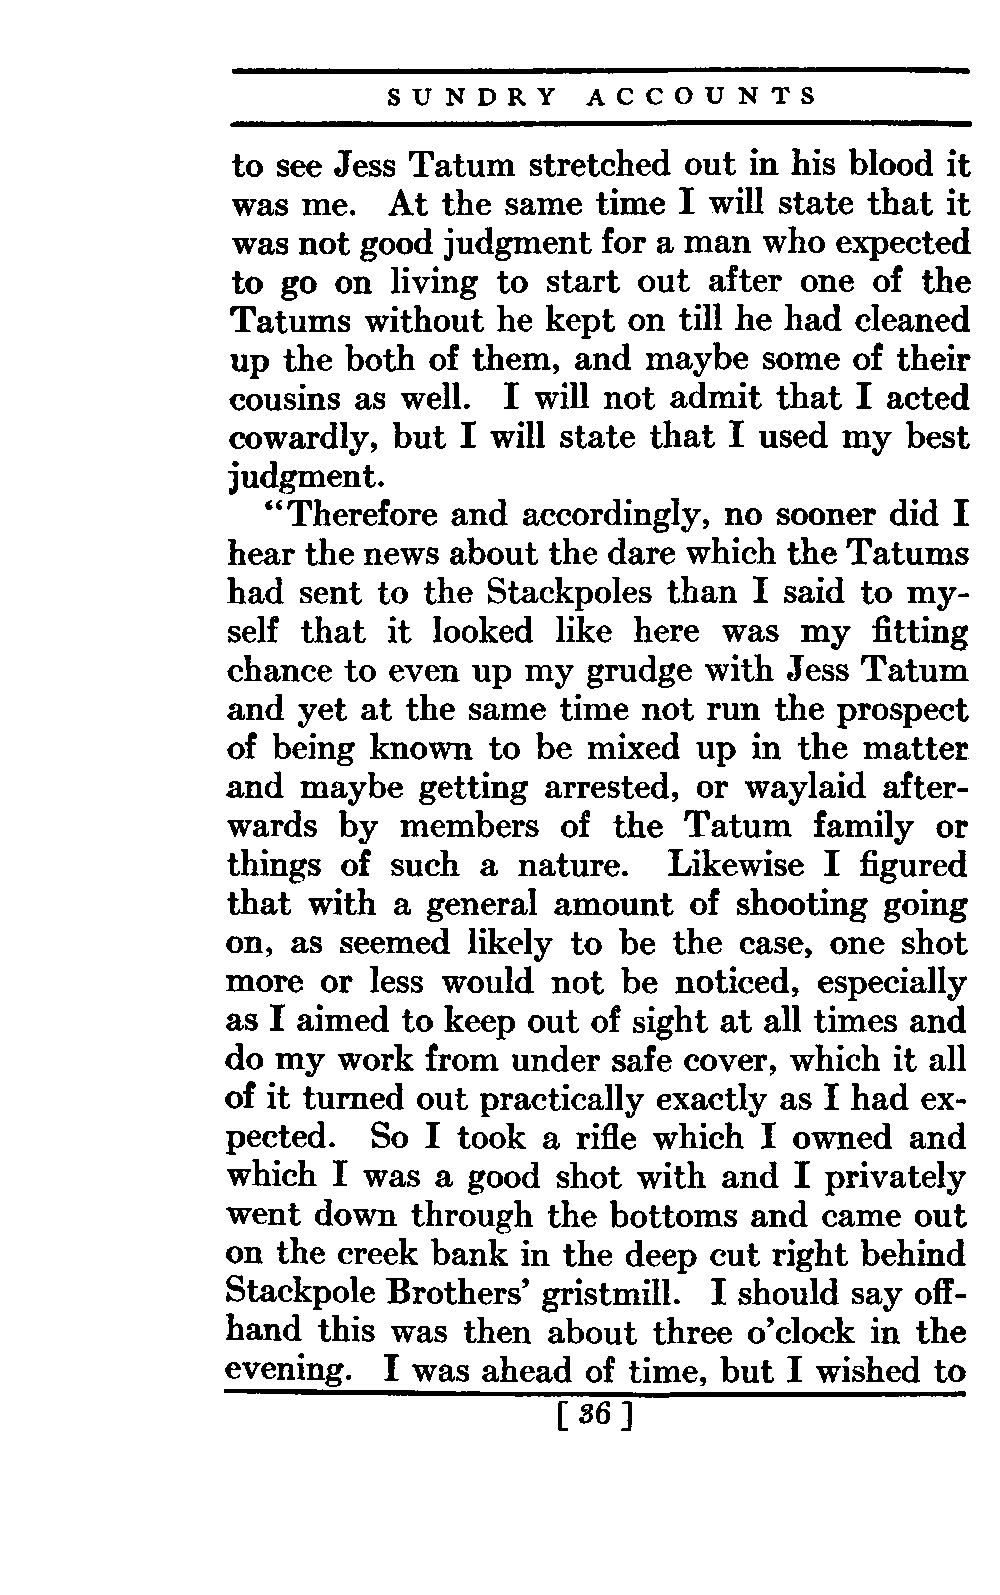 SUNDRY ACCOUNTS
to see Jess Tatum stretched out in his blood it
was me. At the same time I will state that it
was not good judgment for a man who expected
to go on living to start out after one of the
Tatums without he kept on till he had cleaned
up the both of them, and maybe some of their
cousins as well. I will not admit that I acted
cowardly, but I will state that I used my best
judgment.
“Therefore and accordingly, no sooner did I
hear the news about the dare which the Tatums
had sent to the Stackpoles than I said to my-
self that it looked like here was my fitting
chance to even up my grudge with Jess Tatum
and yet at the same time not run the prospect
of being known to be mixed up in the matter
and maybe getting arrested, or waylaid after-
wards by members of the Tatum family or
things of such a nature. Likewise I figured
that with a general amount of shooting going
on, as seemed likely to be the case, one shot
more or less would not be noticed, especially
as I aimed to keep out of sight at all times and
do my work from under safe cover, which it all
of it turned out practically exactly as I had ex-
pected. So I took a rifle which I owned and
which I was a good shot with and I privately
went down through the bottoms and came out
on the creek bank in the deep cut right behind
Stackpole Brothers’ gristmill. I should say off-
hand this was then about three o’clock in the
evening. I was ahead of time, but I wished to
[ 36 ]